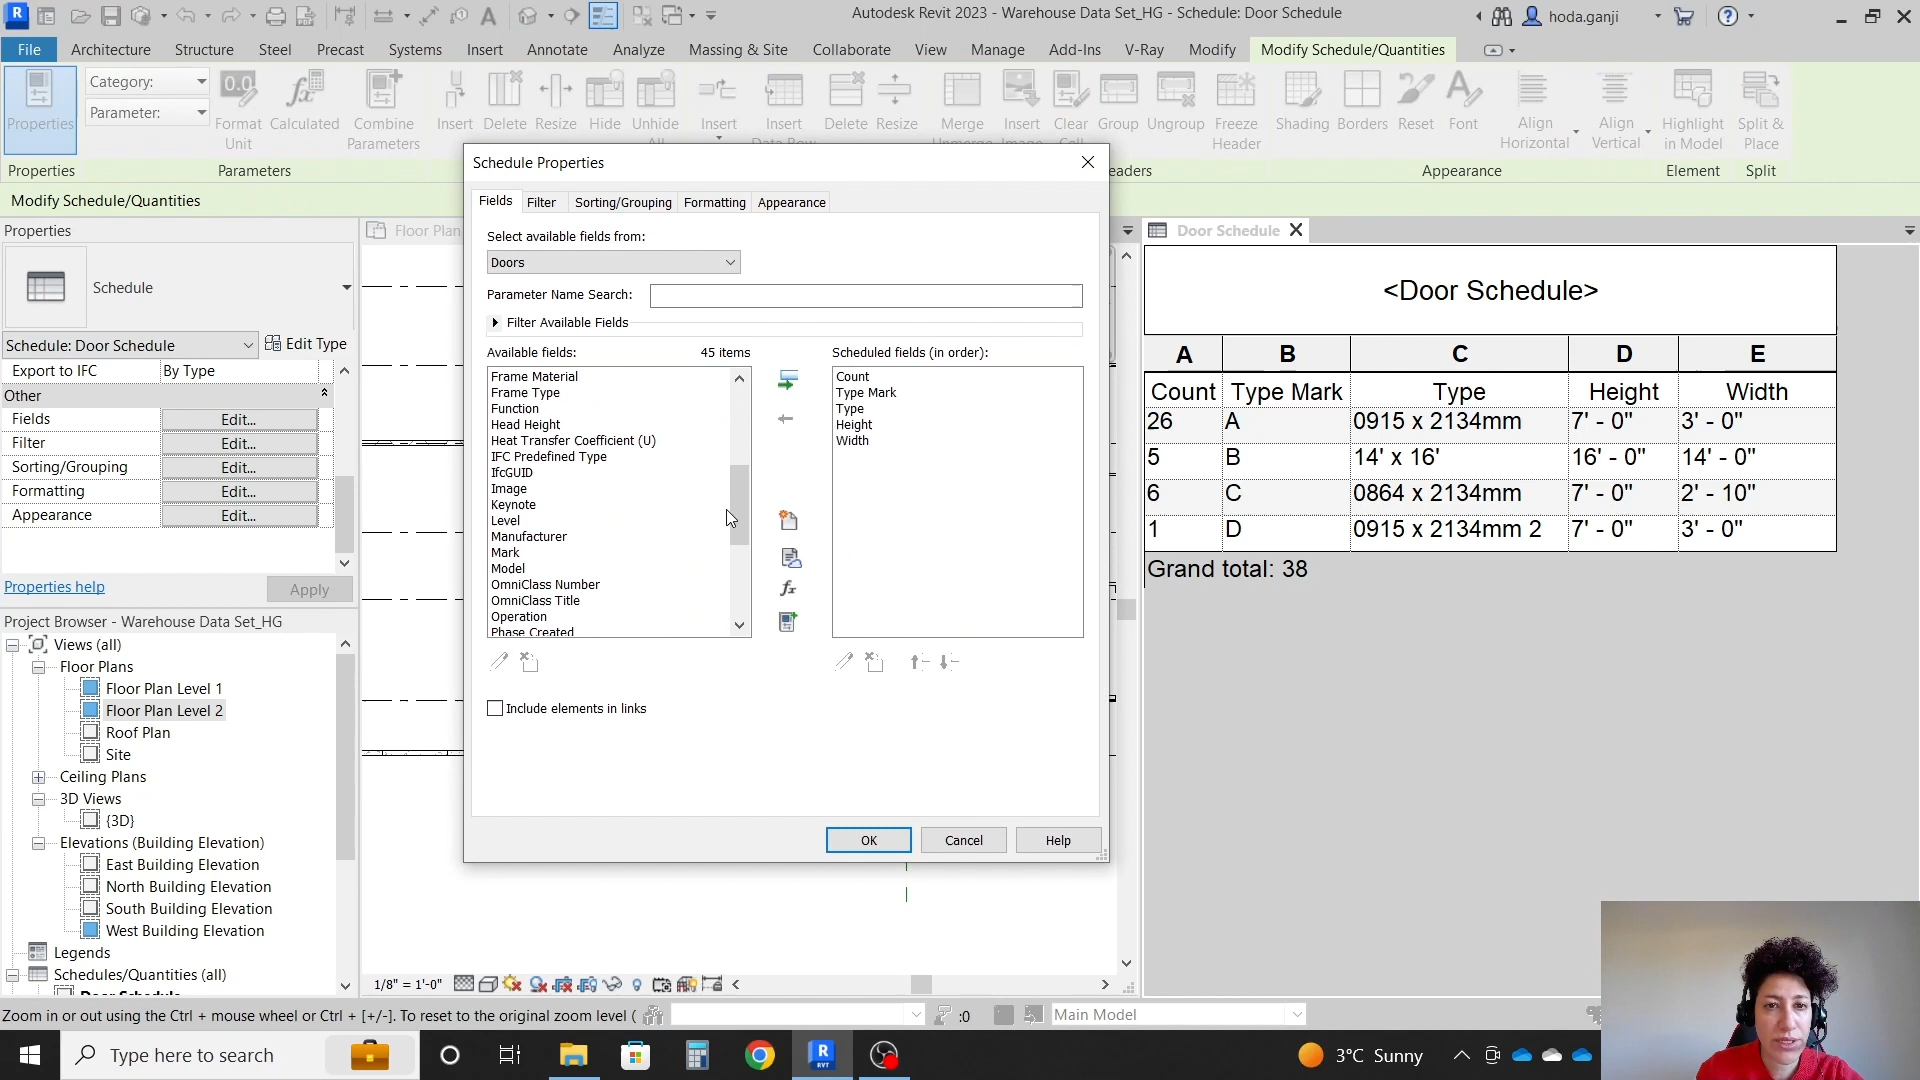 Autodesk Revit 2023 - Warehouse Data Set_HG - Schedule: Door Schedule
hoda.ganji
File Architecture Structure Steel Precast Systems Insert Annotate Analyze Massing & Site Collaborate View Manage Add-Ins V-Ray Modify Modify Schedule/Quantities
Category:
Parameter:
Properties
Format Unit
Calculated
Combine Parameters
Insert Delete Resize Hide Unhide All
Insert
Insert Data Row
Delete Resize
Merge Unmerge
Insert Image
Clear Cell
Group Ungroup
Freeze Header
Shading Borders Reset Font
Align Horizontal
Align Vertical
Highlight in Model
Split & Place
Properties Parameters eaders Appearance Element Split
Modify Schedule/Quantities
Properties
Schedule
Schedule: Door Schedule Edit Type
Export to IFC By Type
Other
Fields Edit...
Filter Edit...
Sorting/Grouping Edit...
Formatting Edit...
Appearance Edit...
Properties help Apply
Project Browser - Warehouse Data Set_HG
Views (all)
Floor Plans
Floor Plan Level 1
Floor Plan Level 2
Roof Plan
Site
Ceiling Plans
3D Views
{3D}
Elevations (Building Elevation)
East Building Elevation
North Building Elevation
South Building Elevation
West Building Elevation
Legends
Schedules/Quantities (all)
Door Schedule
Floor Plan
Schedule Properties
Fields Filter Sorting/Grouping Formatting Appearance
Select available fields from:
Doors
Parameter Name Search:
Filter Available Fields
Available fields: 45 items
Frame Material
Frame Type
Function
Head Height
Heat Transfer Coefficient (U)
IFC Predefined Type
IfcGUID
Image
Keynote
Level
Manufacturer
Mark
Model
OmniClass Number
OmniClass Title
Operation
Phase Created
Scheduled fields (in order):
Count
Type Mark
Type
Height
Width
Include elements in links
OK Cancel Help
Door Schedule
<Door Schedule>
A B C D E
Count Type Mark Type Height Width
26 A 0915 x 2134mm 7' - 0" 3' - 0"
5 B 14' x 16' 16' - 0" 14' - 0"
6 C 0864 x 2134mm 7' - 0" 2' - 10"
1 D 0915 x 2134mm 2 7' - 0" 3' - 0"
Grand total: 38
1/8" = 1'-0"
Zoom in or out using the Ctrl + mouse wheel or Ctrl + [+/-]. To reset to the original zoom level (
:0
Main Model
Type here to search
3°C Sunny